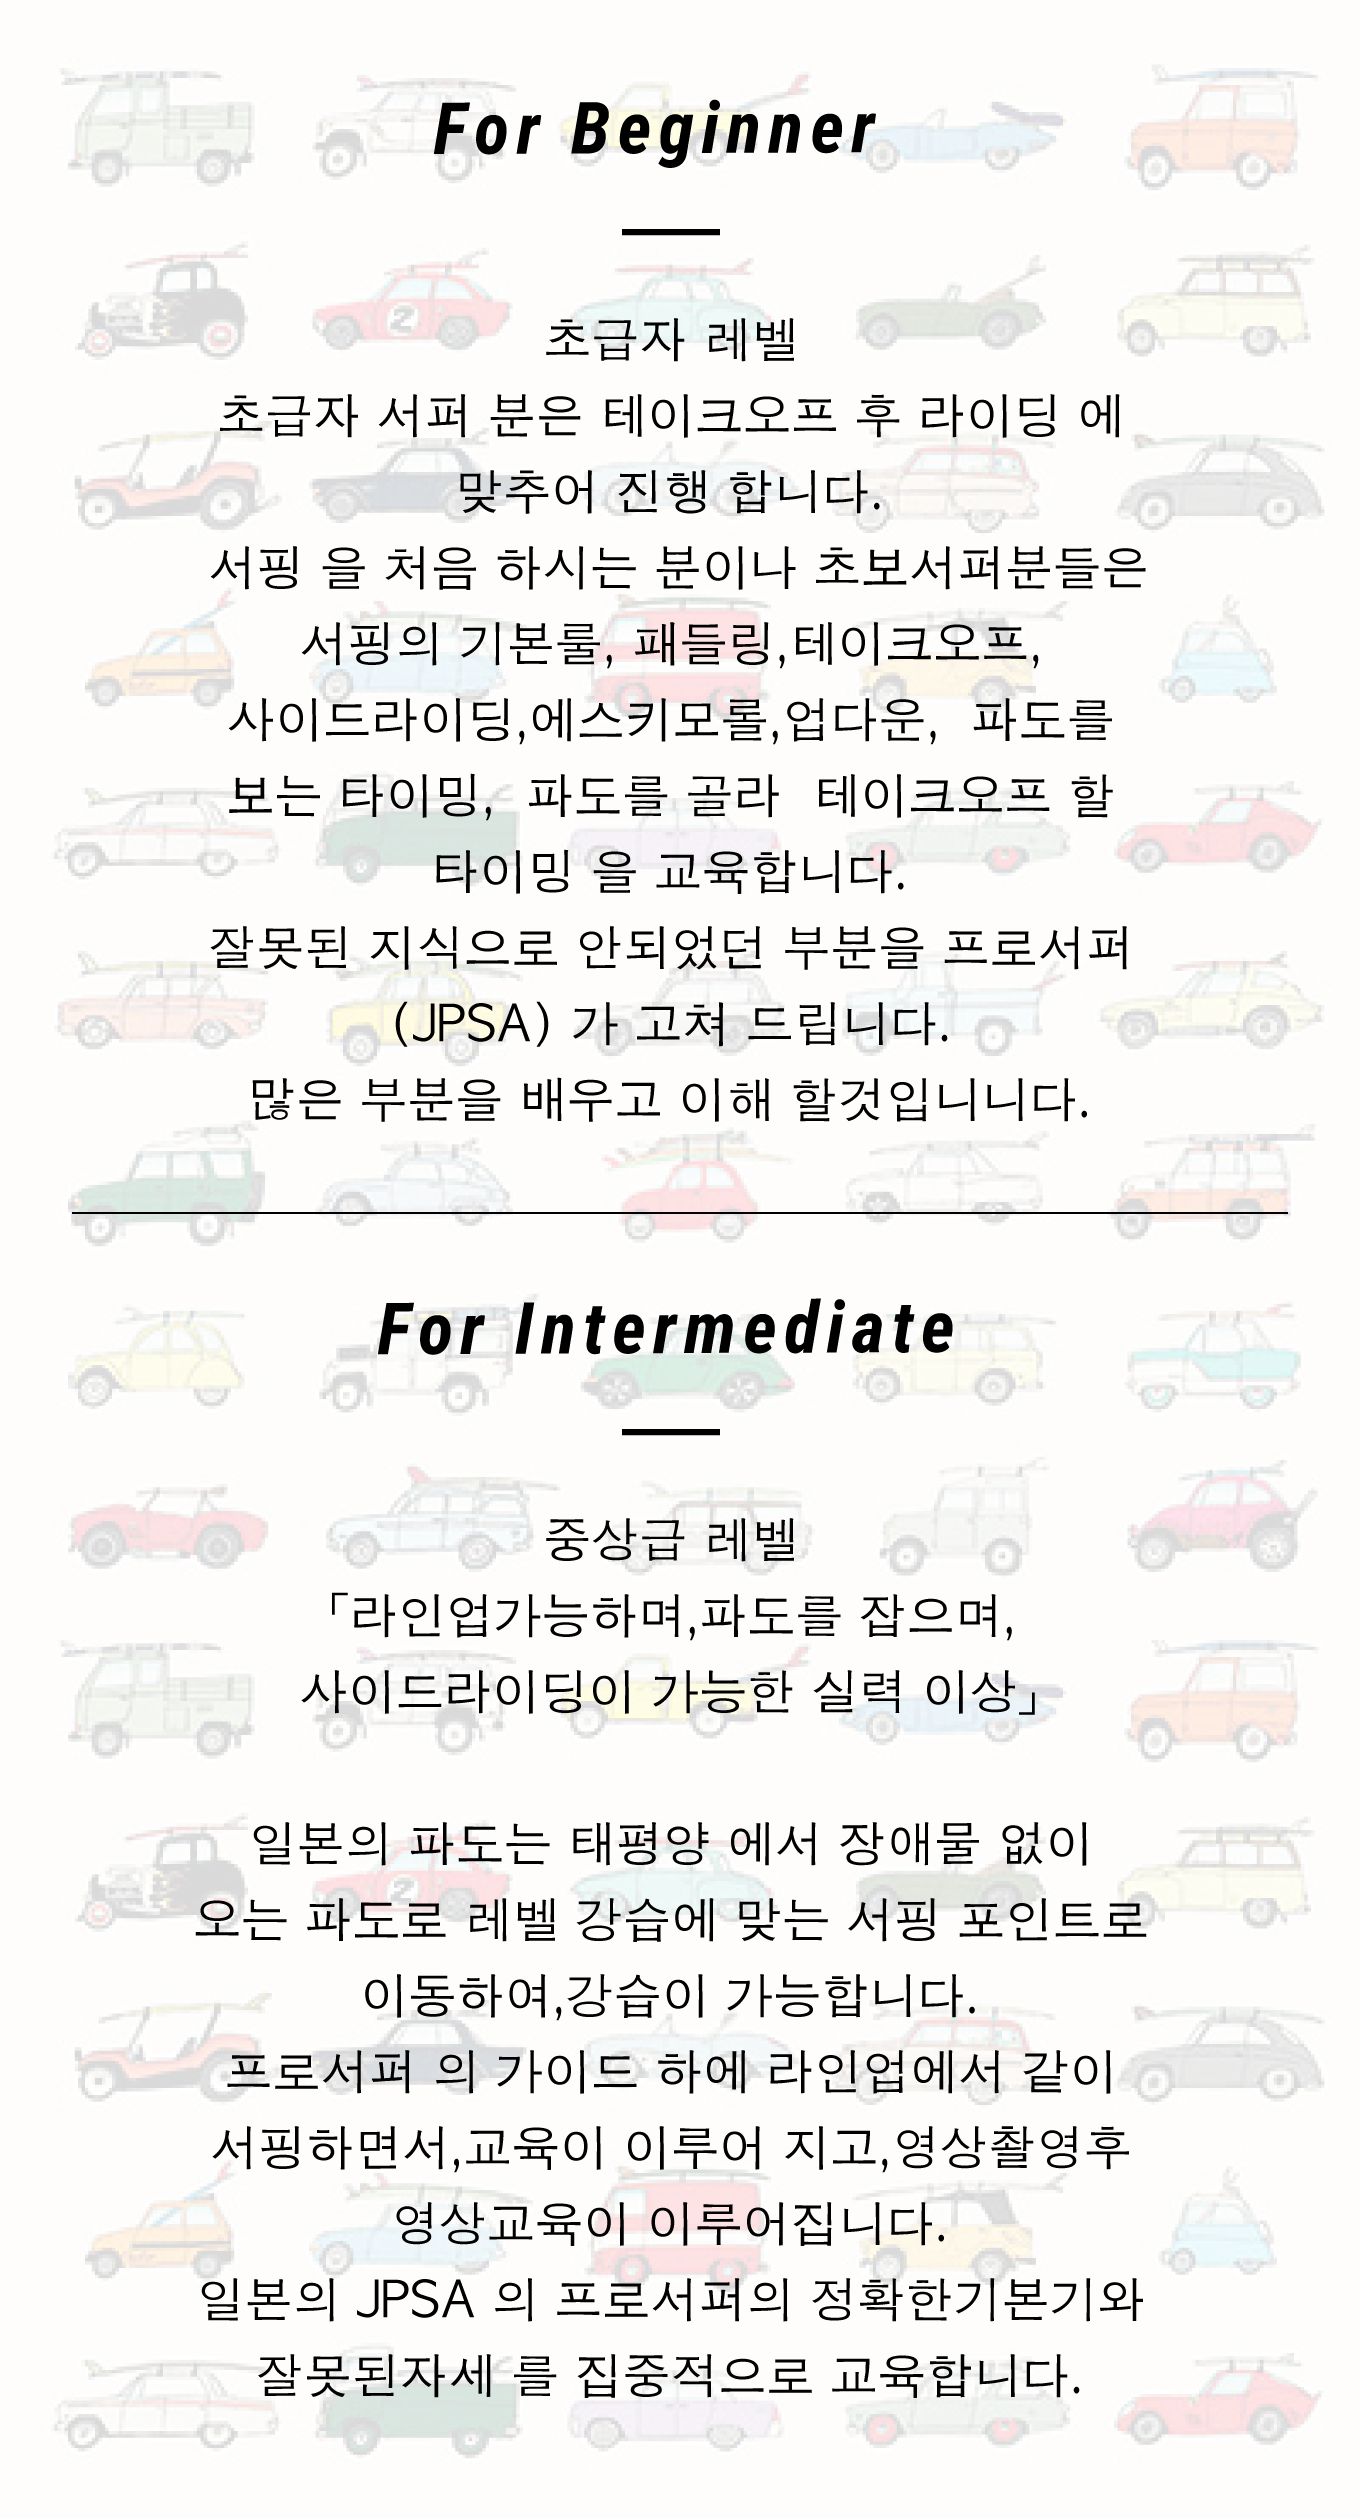 For Beginner
초급자 레벨
초급자 서퍼 분은 테이크오프 후 라이딩 에
맞추어 진행 합니다.
서핑 을 처음 하시는 분이나 초보서퍼분들은
서핑의 기본룰, 패들링,테이크오프,
사이드라이딩,에스키모롤,업다운, 파도를
보는 타이밍, 파도를 골라 테이크오프 할
타이밍 을 교육합니다.
잘못된 지식으로 안되었던 부분을 프로서퍼
(JPSA) 가 고쳐 드립니다.
많은 부분을 배우고 이해 할것입니니다.
For Intermediate
중상급 레벨
「라인업가능하며,파도를 잡으며,
사이드라이딩이 가능한 실력 이상」
일본의 파도는 태평양 에서 장애물 없이
오는 파도로 레벨 강습에 맞는 서핑 포인트로
이동하여,강습이 가능합니다.
프로서퍼 의 가이드 하에 라인업에서 같이
서핑하면서,교육이 이루어 지고,영상촬영후
영상교육이 이루어집니다.
일본의 JPSA 의 프로서퍼의 정확한기본기와
잘못된자세 를 집중적으로 교육합니다.